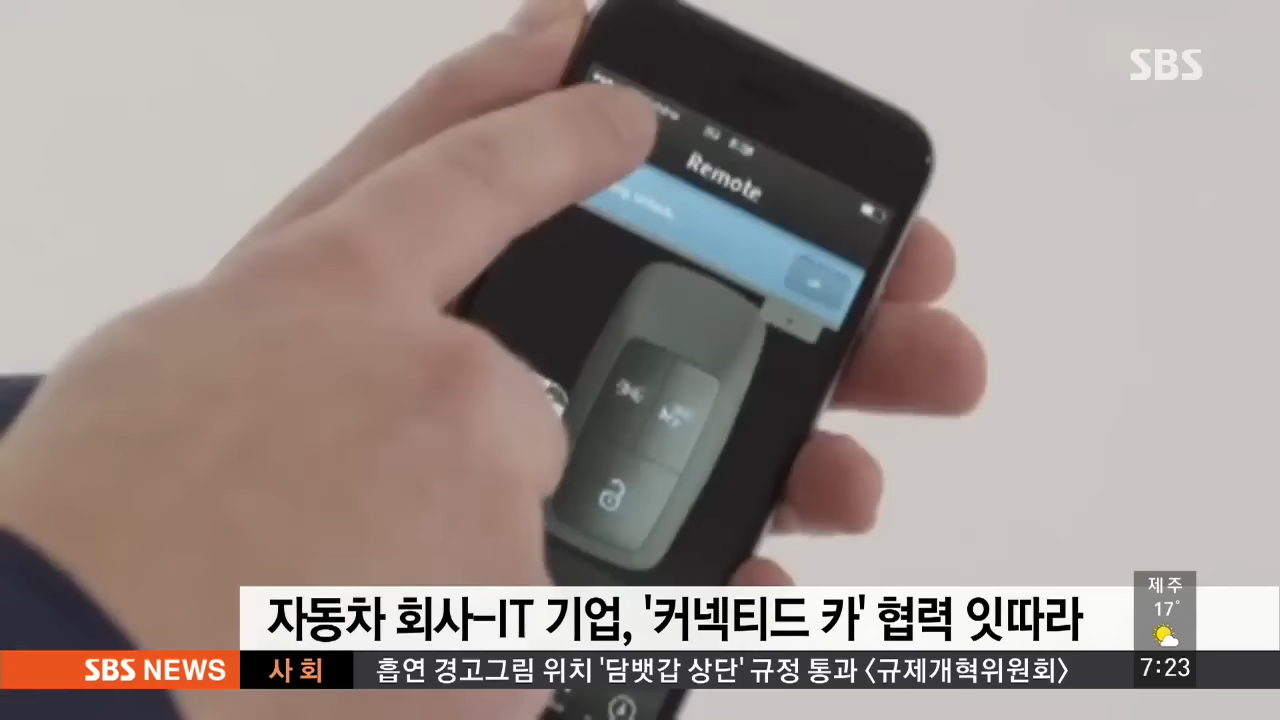 SBS
Remote
제주
17°
자동차 회사-IT 기업, '커넥티드 카' 협력 잇따라
SBS NEWS 사회 흡연 경고그림 위치 '담뱃갑 상단' 규정 통과 <규제개혁위원회> 7:23